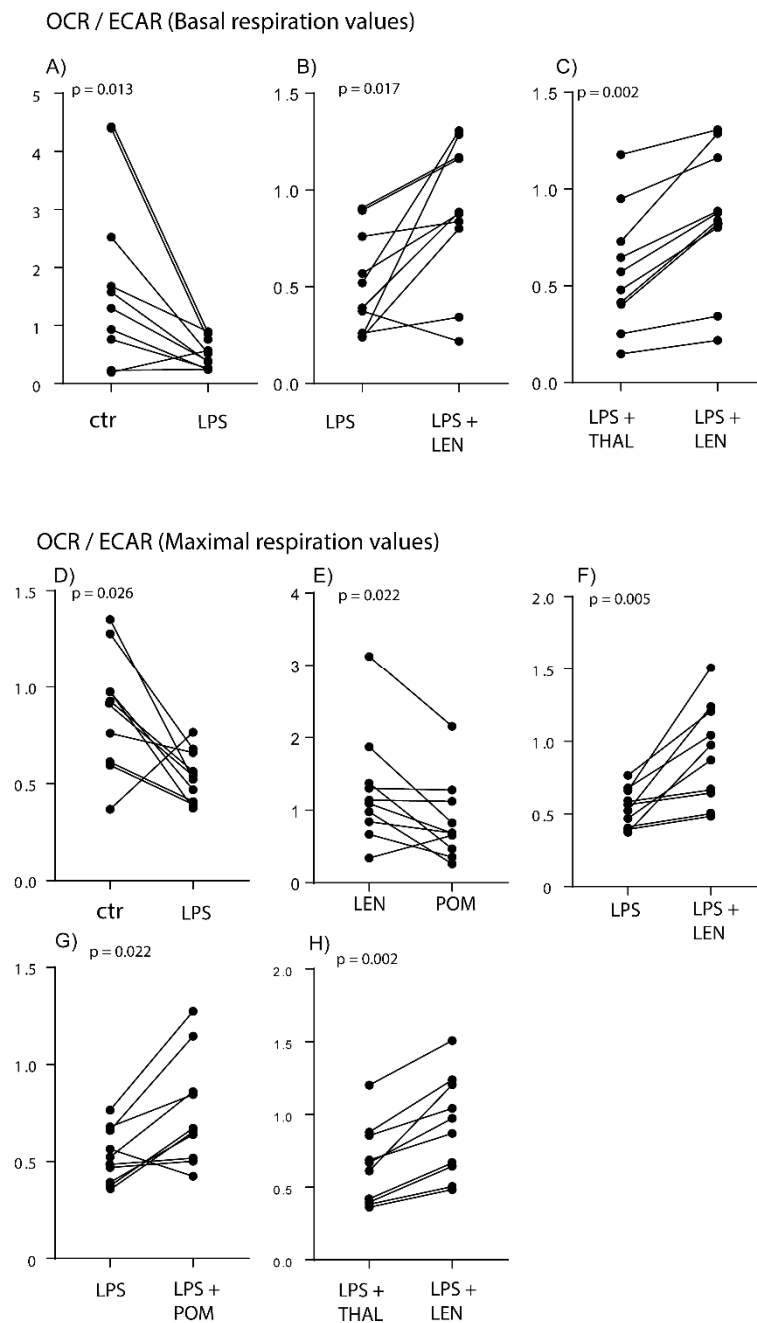 OCR / ECAR (Basal respiration values)
A)
p = 0.013
5
4
3
2
1
0
ctr
LPS
B)
p = 0.017
1.5
1.0
0.5
0.0
LPS
LPS +
LEN
C)
p = 0.002
1.5
1.0
0.5
0.0
LPS +
THAL
LPS +
LEN
OCR / ECAR (Maximal respiration values)
D)
p = 0.026
1.5
1.0
0.5
0.0
ctr
LPS
E)
p = 0.022
4
3
2
1
0
LEN
POM
F)
p = 0.005
2.0
1.5
1.0
0.5
0
LPS
LPS +
LEN
G)
p = 0.022
1.5
1.0
0.5
0
LPS
LPS +
POM
H)
p = 0.002
2.0
1.5
1.0
0.5
0.0
LPS +
THAL
LPS +
LEN